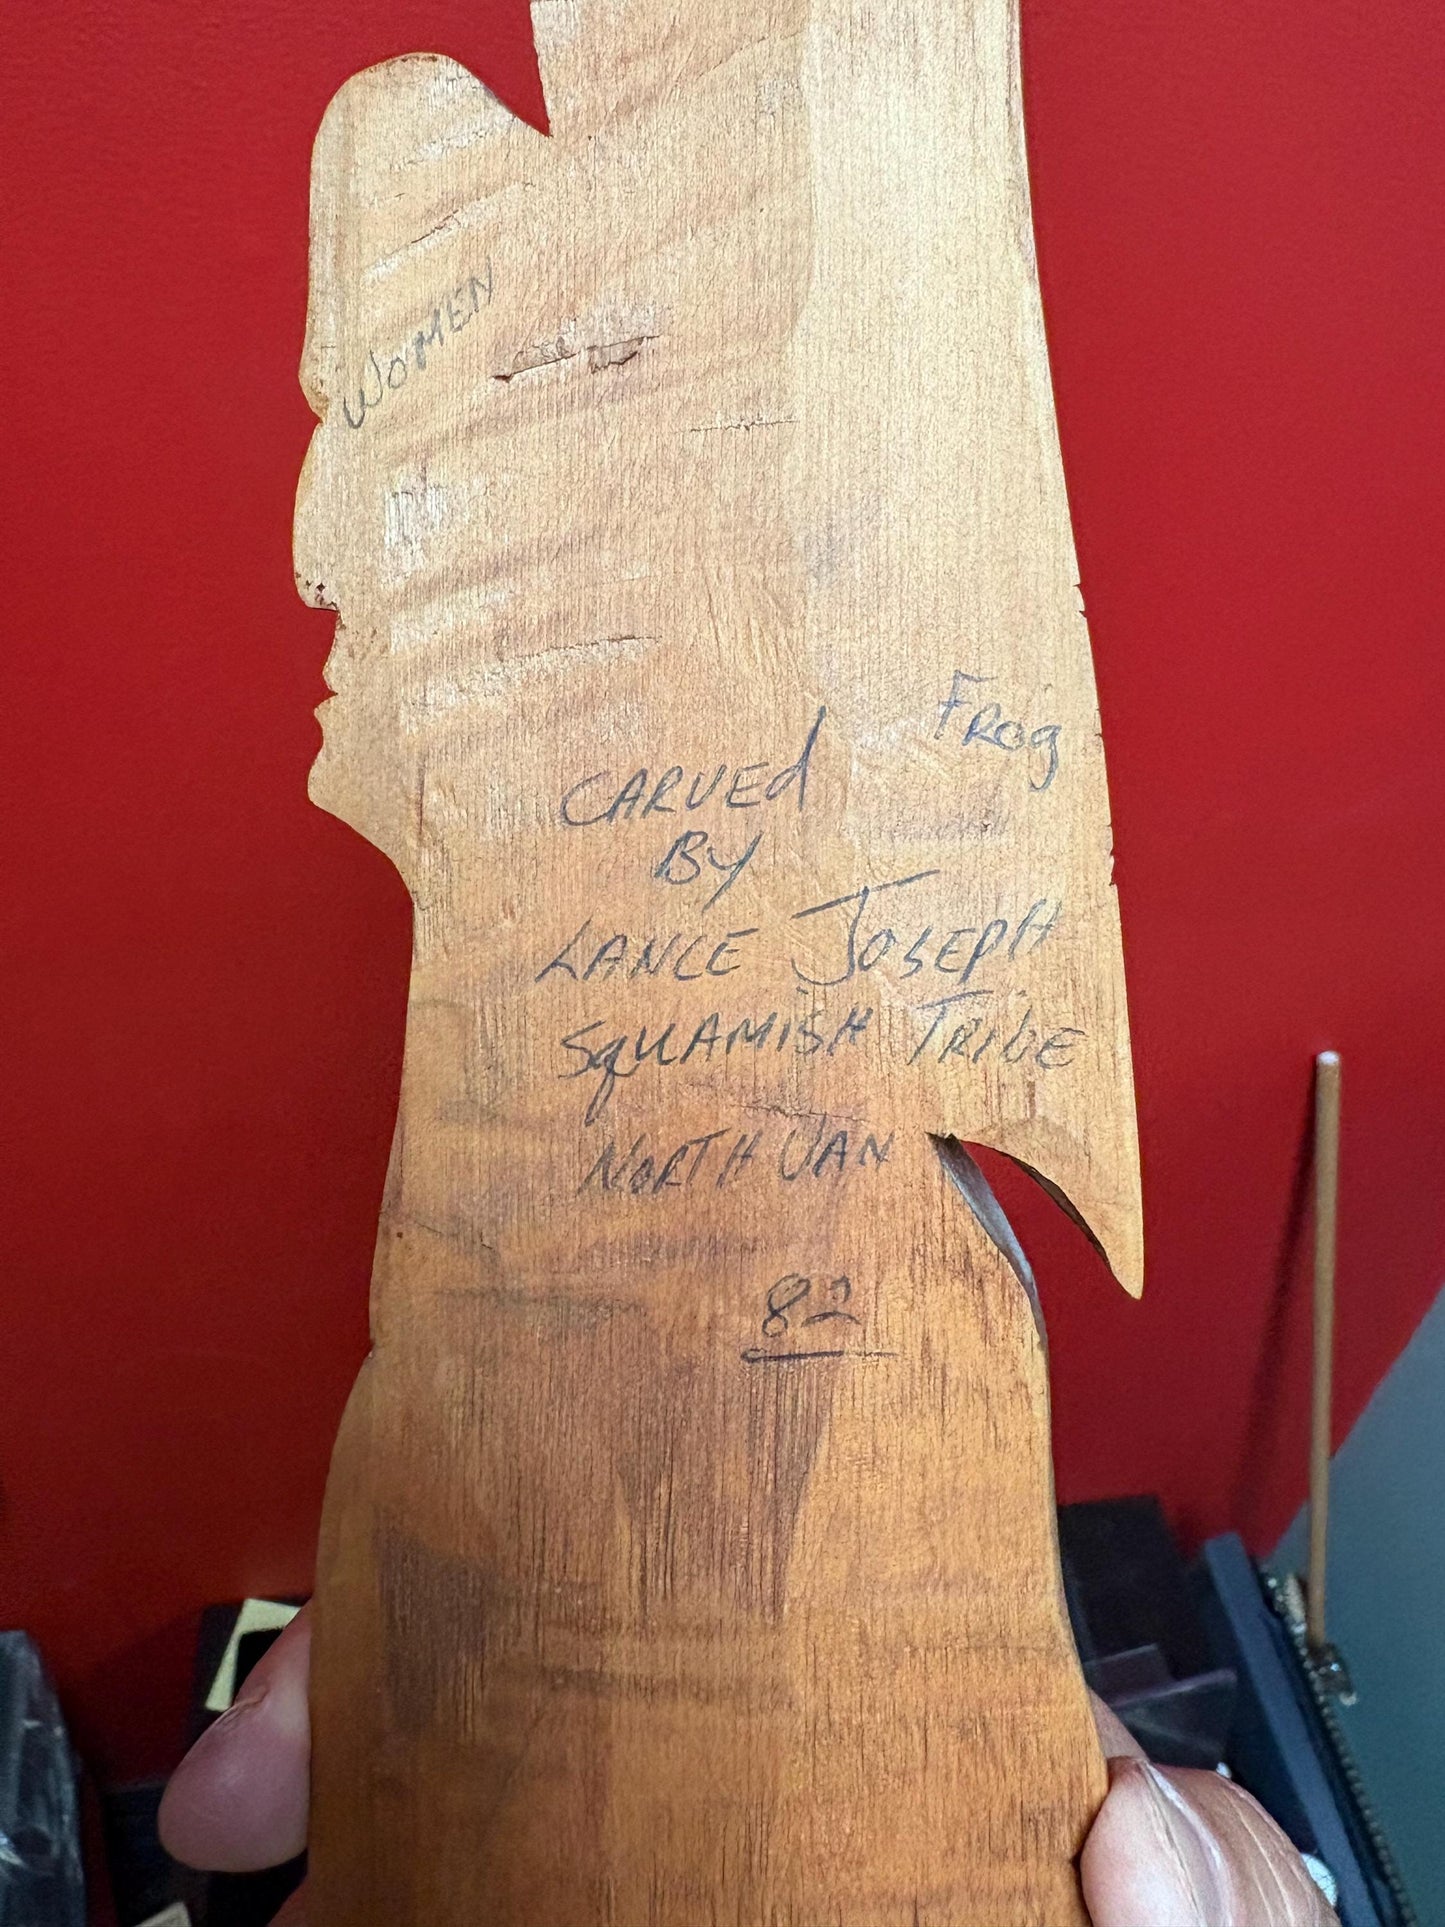 WOMEN
FROg
CARVEd
By
LANCE JOSEPH
SqUAMISH TRIbE
NORTH VAN
82